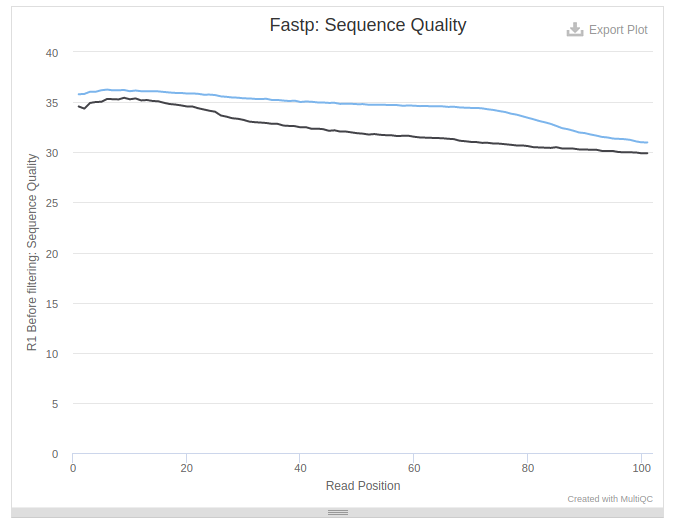 Fastp: Sequence Quality
Export Plot
R1 Before filtering: Sequence Quality
40
35
30
25
20
15
10
5
0
0 20 40 60 80 100
Read Position
Created with MultiQC